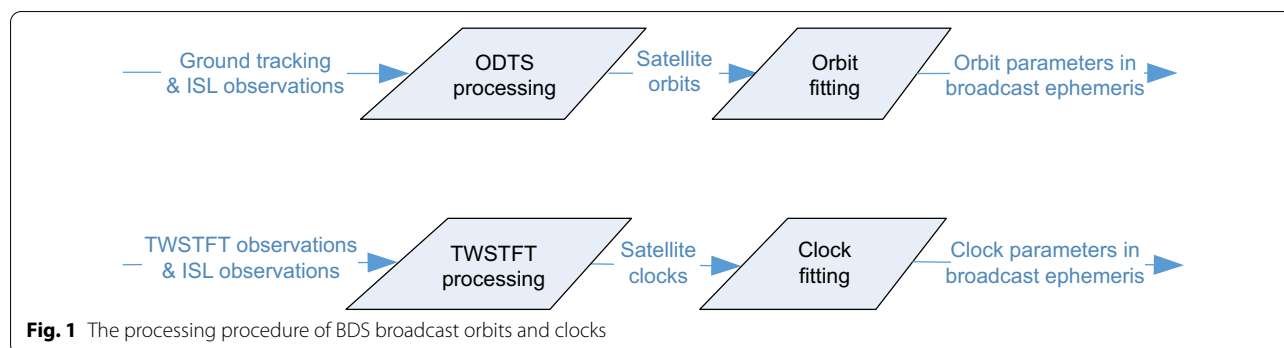 Ground tracking
& ISL observations
ODTS
processing
Satellite
orbits
Orbit
fitting
Orbit parameters in
broadcast ephemeris
TWSTFT observations
& ISL observations
TWSTFT
processing
Satellite
clocks
Clock
fitting
Clock parameters in
broadcast ephemeris
Fig. 1 The processing procedure of BDS broadcast orbits and clocks